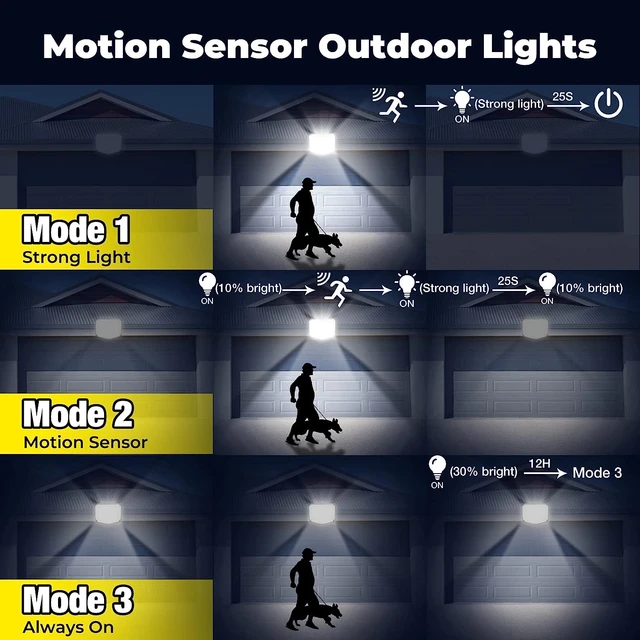 Motion Sensor Outdoor Lights
ON
(Strong light)
25S
Mode 1
Strong Light
ON
(10% bright)
ON
(Strong light)
25S
ON
(10% bright)
Mode 2
Motion Sensor
ON
(30% bright)
12H
Mode 3
Mode 3
Always On